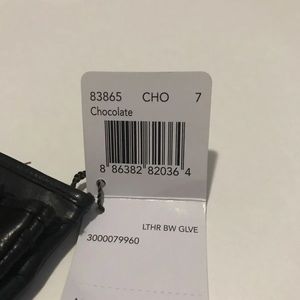 83865 CHO 7
Chocolate
8 86382 82036 4
LTHR BW GLVE
3000079960